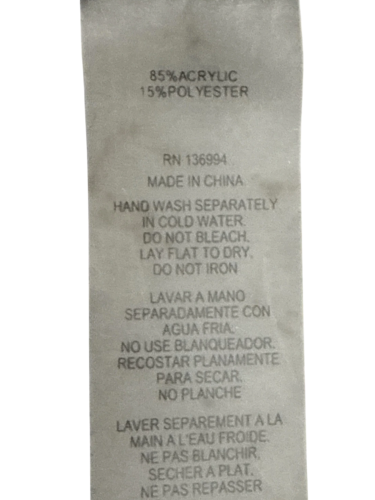 85%ACRYLIC
15%POLYESTER
RN 136994
MADE IN CHINA
HAND WASH SEPARATELY
IN COLD WATER.
DO NOT BLEACH.
LAY FLAT TO DRY.
DO NOT IRON
LAVAR A MANO
SEPARADAMENTE CON
AGUA FRIA.
NO USE BLANQUEADOR.
RECOSTAR PLANAMENTE
PARA SECAR.
NO PLANCHE
LAVER SEPAREMENT A LA
MAIN A L'EAU FROIDE.
NE PAS BLANCHIR.
SECHER A PLAT.
NE PAS REPASSER